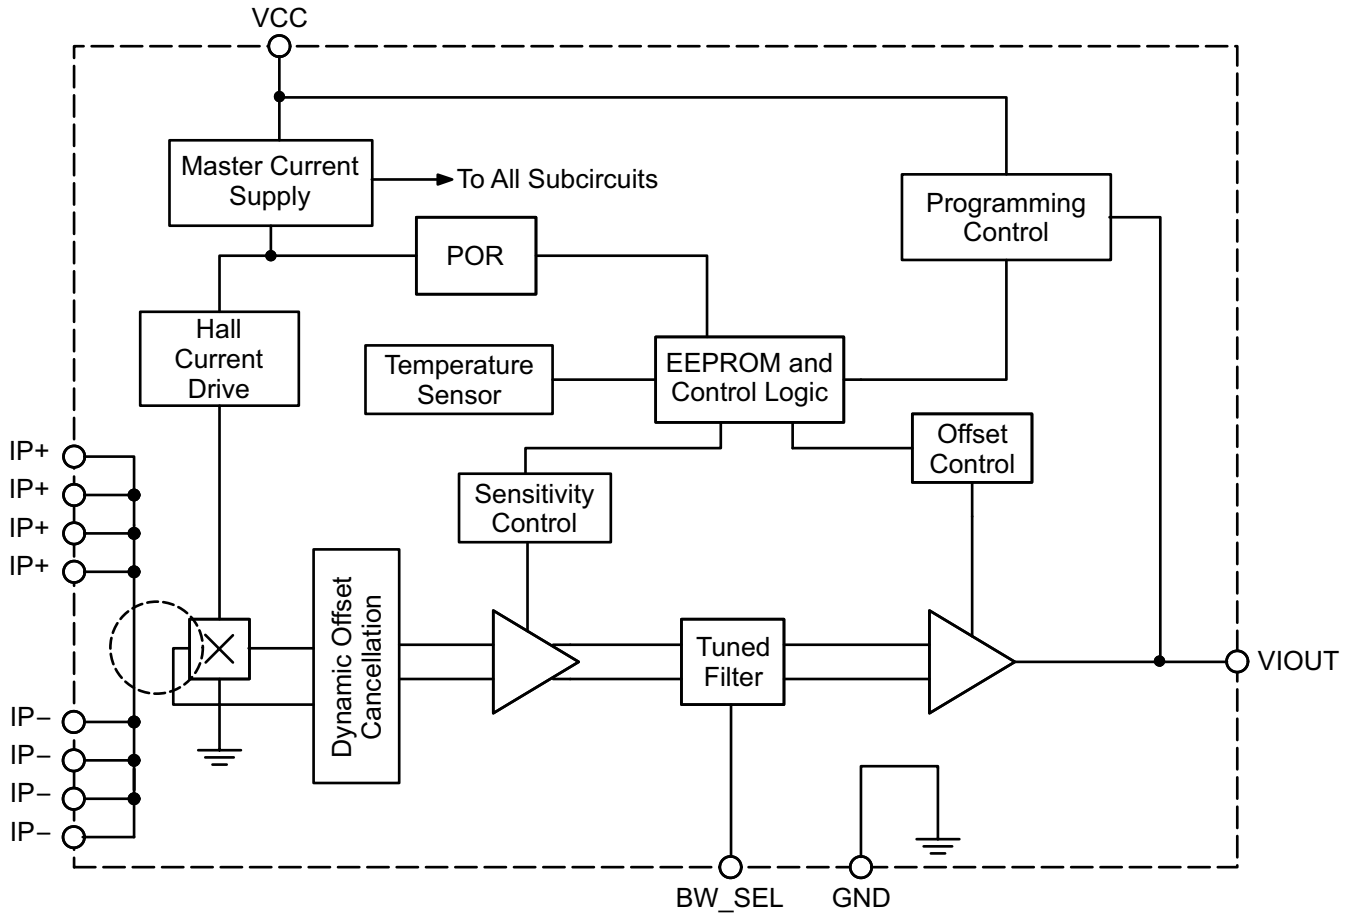 VCC
Master Current
Supply
To All Subcircuits
Programming
Control
POR
Hall
Current
Drive
Temperature
Sensor
EEPROM and
Control Logic
Offset
Control
Sensitivity
Control
IP+
IP+
IP+
IP+
Dynamic Offset
Cancellation
Tuned
Filter
VIOUT
IP–
IP–
IP–
IP–
BW_SEL
GND